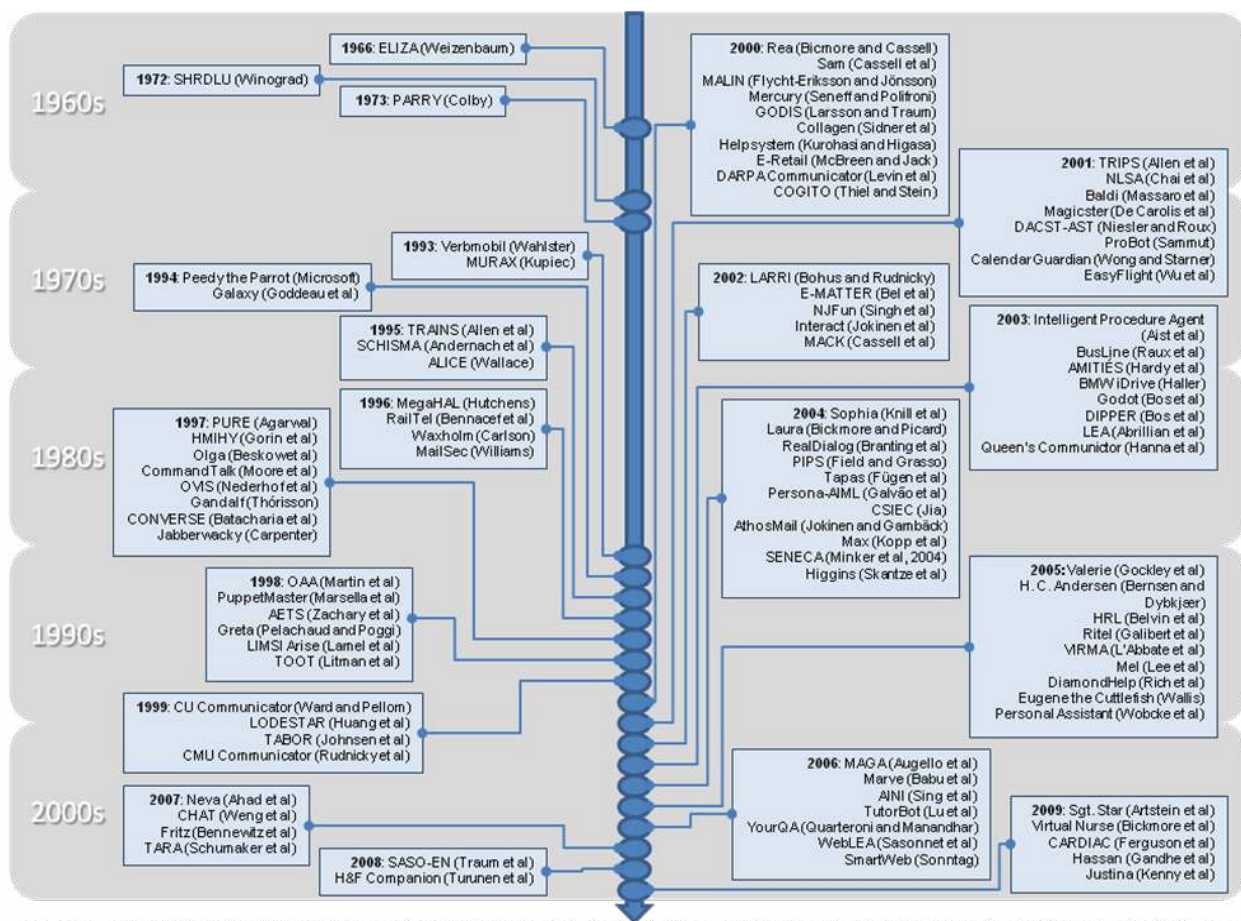 1960s
1966: ELIZA (Weizenbaum)
1972: SHRDLU (Winograd)
1973: PARRY (Colby)
1970s
1993: Verbmobil (Wahlster)
MURAX (Kupiec)
1994: Peedy the Parrot (Microsoft)
Galaxy (Goddeau et al)
1995: TRAINS (Allen et al)
SCHISMA (Andernach et al)
ALICE (Wallace)
1980s
1996: MegaHAL (Hutchens)
RailTel (Bennacef et al)
Waxholm (Carlson)
MailSec (Williams)
1997: PURE (Agarwal)
HMIHY (Gorin et al)
Olga (Beskow et al)
CommandTalk (Moore et al)
OVIS (Nederhof et al)
Gandalf (Thórisson)
CONVERSE (Batacharia et al)
Jabberwacky (Carpenter)
1990s
1998: OAA (Martin et al)
PuppetMaster (Marsella et al)
AETS (Zachary et al)
Greta (Pelachaud and Poggi)
LIMSI Arise (Lamel et al)
TOOT (Litman et al)
1999: CU Communicator (Ward and Pellom)
LODESTAR (Huang et al)
TABOR (Johnsen et al)
CMU Communicator (Rudnicky et al)
2000s
2007: Neva (Ahad et al)
CHAT (Weng et al)
Fritz (Bennewitz et al)
TARA (Schumaker et al)
2008: SASO-EN (Traum et al)
H&F Companion (Turunen et al)
2000: Rea (Bicmore and Cassell)
Sam (Cassell et al)
MALIN (Flycht-Eriksson and Jönsson)
Mercury (Seneff and Polifroni)
GODIS (Larsson and Traum)
Collagen (Sidner et al)
Helpsystem (Kurohasi and Higasa)
E-Retail (McBreen and Jack)
DARPA Communicator (Levin et al)
COGITO (Thiel and Stein)
2001: TRIPS (Allen et al)
NLSA (Chai et al)
Baldi (Massaro et al)
Magicster (De Carolis et al)
DACST-AST (Niesler and Roux)
ProBot (Sammut)
Calendar Guardian (Wong and Starner)
EasyFlight (Wu et al)
2002: LARRI (Bohus and Rudnicky)
E-MATTER (Bel et al)
NJFun (Singh et al)
Interact (Jokinen et al)
MACK (Cassell et al)
2003: Intelligent Procedure Agent
(Aist et al)
BusLine (Raux et al)
AMITIÉS (Hardy et al)
BMW iDrive (Haller)
Godot (Bos et al)
DIPPER (Bos et al)
LEA (Abrillian et al)
Queen's Communictor (Hanna et al)
2004: Sophia (Knill et al)
Laura (Bickmore and Picard)
RealDialog (Branting et al)
PIPS (Field and Grasso)
Tapas (Fügen et al)
Persona-AIML (Galvão et al)
CSIEC (Jia)
AthosMail (Jokinen and Gambäck)
Max (Kopp et al)
SENECA (Minker et al, 2004)
Higgins (Skantze et al)
2005: Valerie (Gockley et al)
H. C. Andersen (Bernsen and
Dybkjær)
HRL (Belvin et al)
Ritel (Galibert et al)
VIRMA (L'Abbate et al)
Mel (Lee et al)
DiamondHelp (Rich et al)
Eugene the Cuttlefish (Wallis)
Personal Assistant (Wobcke et al)
2006: MAGA (Augello et al)
Marve (Babu et al)
AINI (Sing et al)
TutorBot (Lu et al)
YourQA (Quarteroni and Manandhar)
WebLEA (Sasonnet et al)
SmartWeb (Sonntag)
2009: Sgt. Star (Artstein et al)
Virtual Nurse (Bickmore et al)
CARDIAC (Ferguson et al)
Hassan (Gandhe et al)
Justina (Kenny et al)